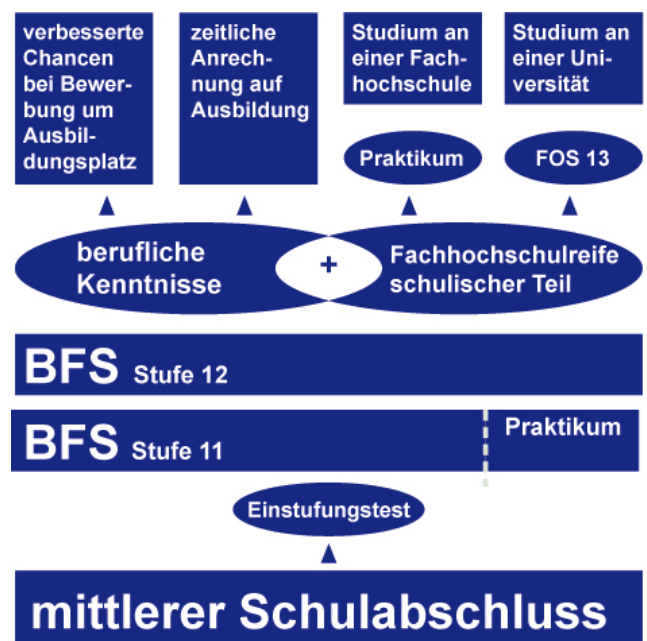 verbesserte
Chancen
bei Bewer-
bung um
Ausbil-
dungsplatz
zeitliche
Anrech-
nung auf
Ausbildung
Studium an
einer Fach-
hochschule
Studium an
einer Uni-
versität
Praktikum
FOS 13
berufliche
Kenntnisse
+
Fachhochschulreife
schulischer Teil
BFS Stufe 12
BFS Stufe 11
Praktikum
Einstufungstest
mittlerer Schulabschluss